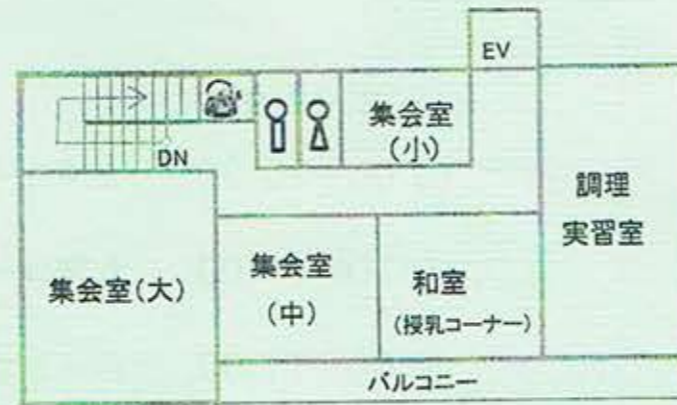 EV
集会室
(小)
DN
調理
実習室
集会室(大)
集会室
(中)
和室
(授乳コーナー)
バルコニー